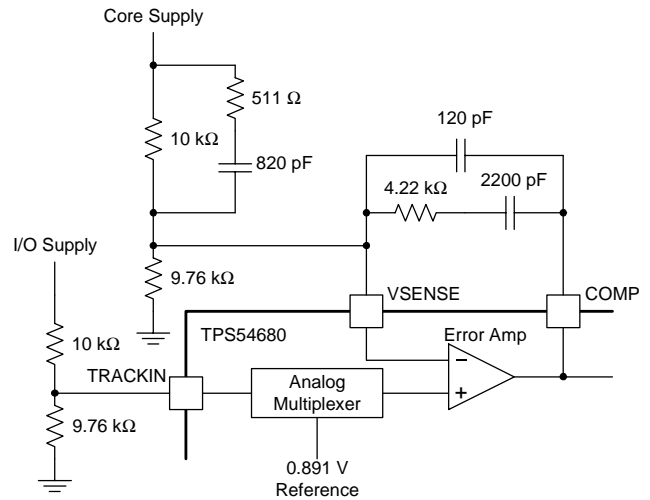 Core Supply
511 Ω
10 kΩ
820 pF
120 pF
4.22 kΩ
2200 pF
I/O Supply
9.76 kΩ
VSENSE
COMP
TPS54680
Error Amp
10 kΩ
TRACKIN
Analog
Multiplexer
−
+
9.76 kΩ
0.891 V
Reference